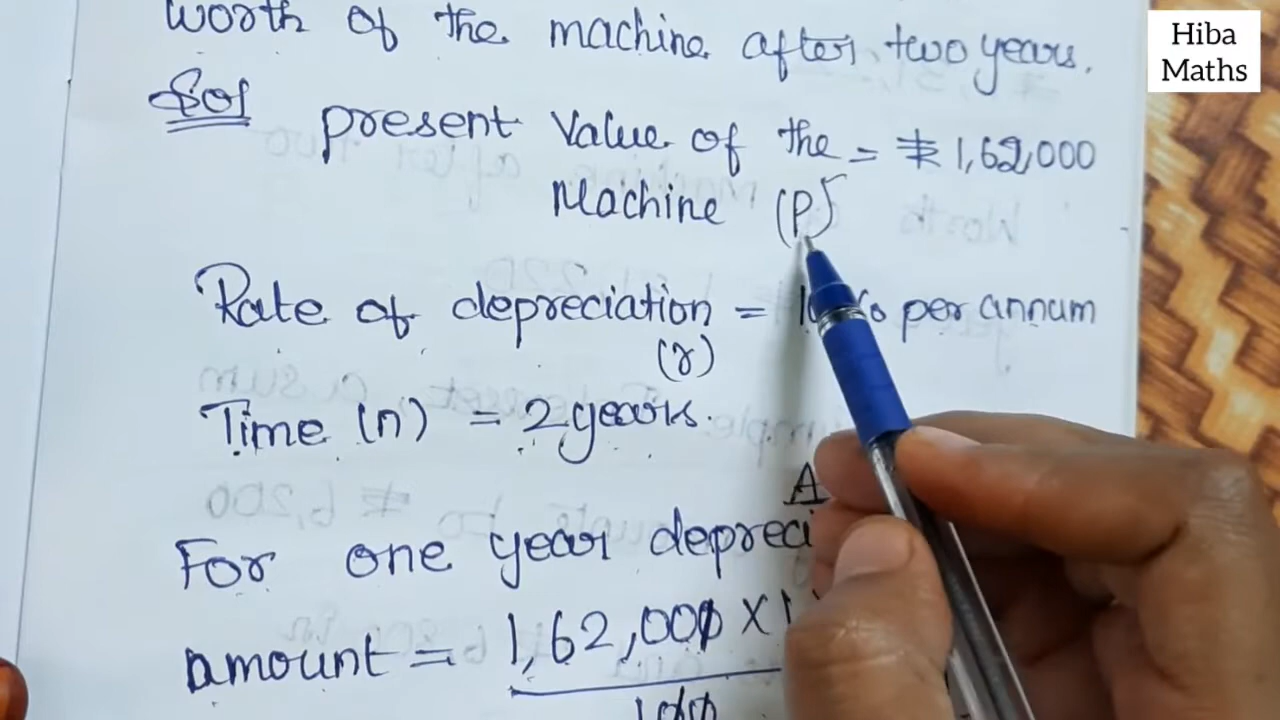 worth of the machine after two years.
Sol
present value of the = ₹ 1,62,000
Machine (P)
Rate of depreciation = per annum
(r)
Time (n) = 2 years.
A
For one year
amount = 1,62,000 X
100
Hiba
Maths